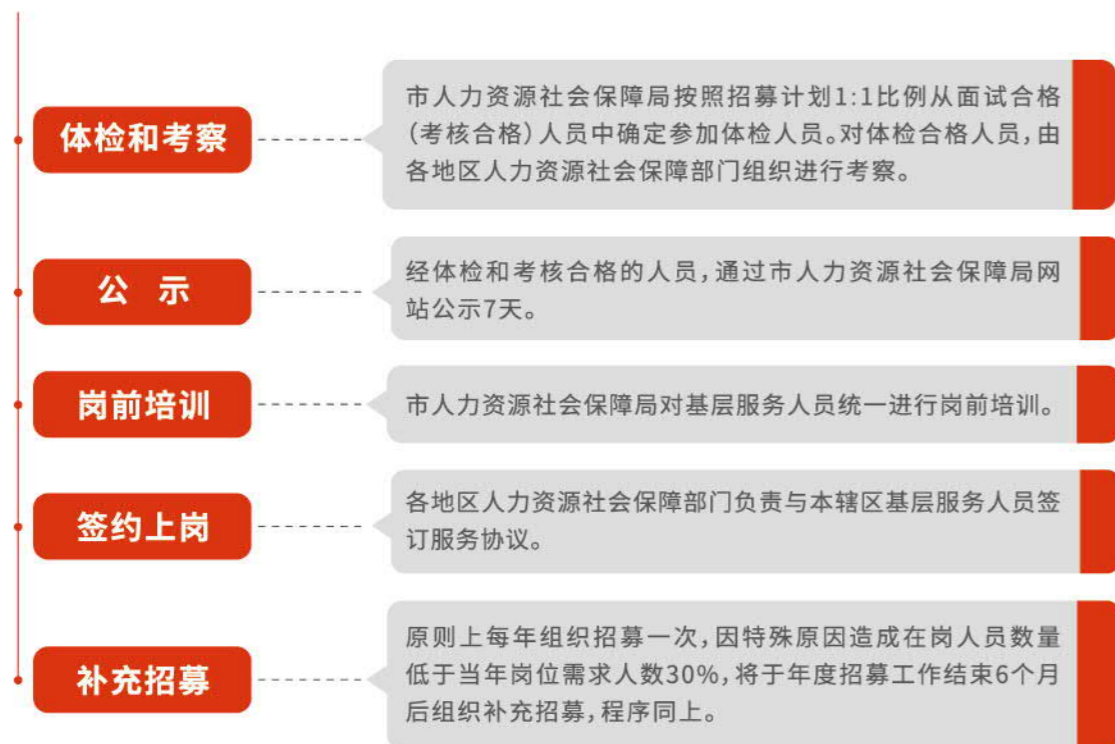 体检和考察
市人力资源社会保障局按照招募计划1:1比例从面试合格
(考核合格)人员中确定参加体检人员。对体检合格人员,由
各地区人力资源社会保障部门组织进行考察。
公 示
经体检和考核合格的人员,通过市人力资源社会保障局网
站公示7天。
岗前培训
市人力资源社会保障局对基层服务人员统一进行岗前培训。
签约上岗
各地区人力资源社会保障部门负责与本辖区基层服务人员签
订服务协议。
补充招募
原则上每年组织招募一次,因特殊原因造成在岗人员数量
低于当年岗位需求人数30%,将于年度招募工作结束6个月
后组织补充招募,程序同上。